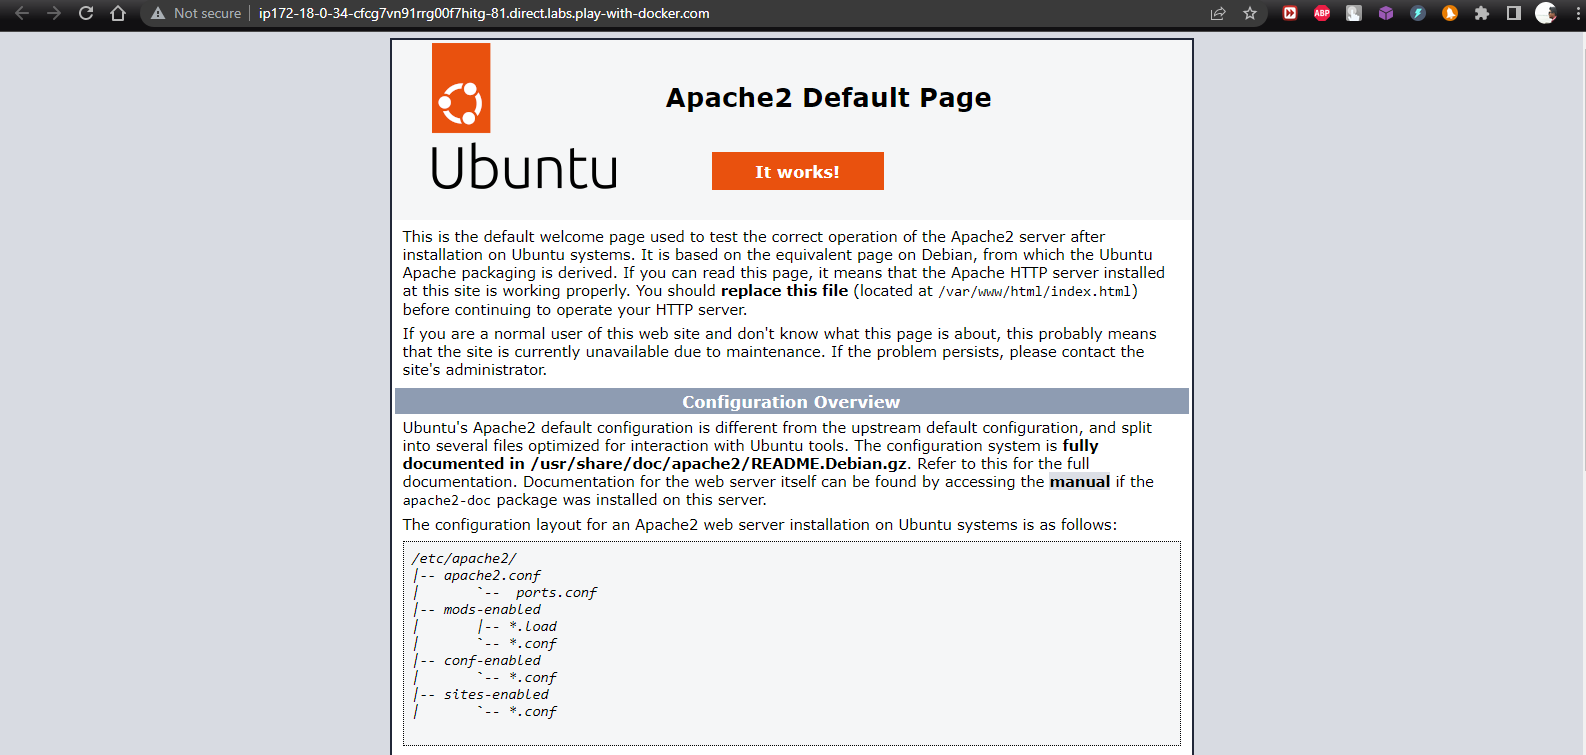 Not secure
ip172-18-0-34-cfcg7vn91rrg00f7hitg-81.direct.labs.play-with-docker.com
ABP
Apache2 Default Page
Ubuntu
It works!
This is the default welcome page used to test the correct operation of the Apache2 server after
installation on Ubuntu systems. It is based on the equivalent page on Debian, from which the Ubuntu
Apache packaging is derived. If you can read this page, it means that the Apache HTTP server installed
at this site is working properly. You should replace this file (located at /var/www/html/index.html)
before continuing to operate your HTTP server.
If you are a normal user of this web site and don't know what this page is about, this probably means
that the site is currently unavailable due to maintenance. If the problem persists, please contact the
site's administrator.
Configuration Overview
Ubuntu's Apache2 default configuration is different from the upstream default configuration, and split
into several files optimized for interaction with Ubuntu tools. The configuration system is fully
documented in /usr/share/doc/apache2/README.Debian.gz. Refer to this for the full
documentation. Documentation for the web server itself can be found by accessing the manual if the
apache2-doc package was installed on this server.
The configuration layout for an Apache2 web server installation on Ubuntu systems is as follows:
/etc/apache2/
|-- apache2.conf
|       `--  ports.conf
|-- mods-enabled
|       |-- *.load
|       `-- *.conf
|-- conf-enabled
|       `-- *.conf
|-- sites-enabled
|       `-- *.conf